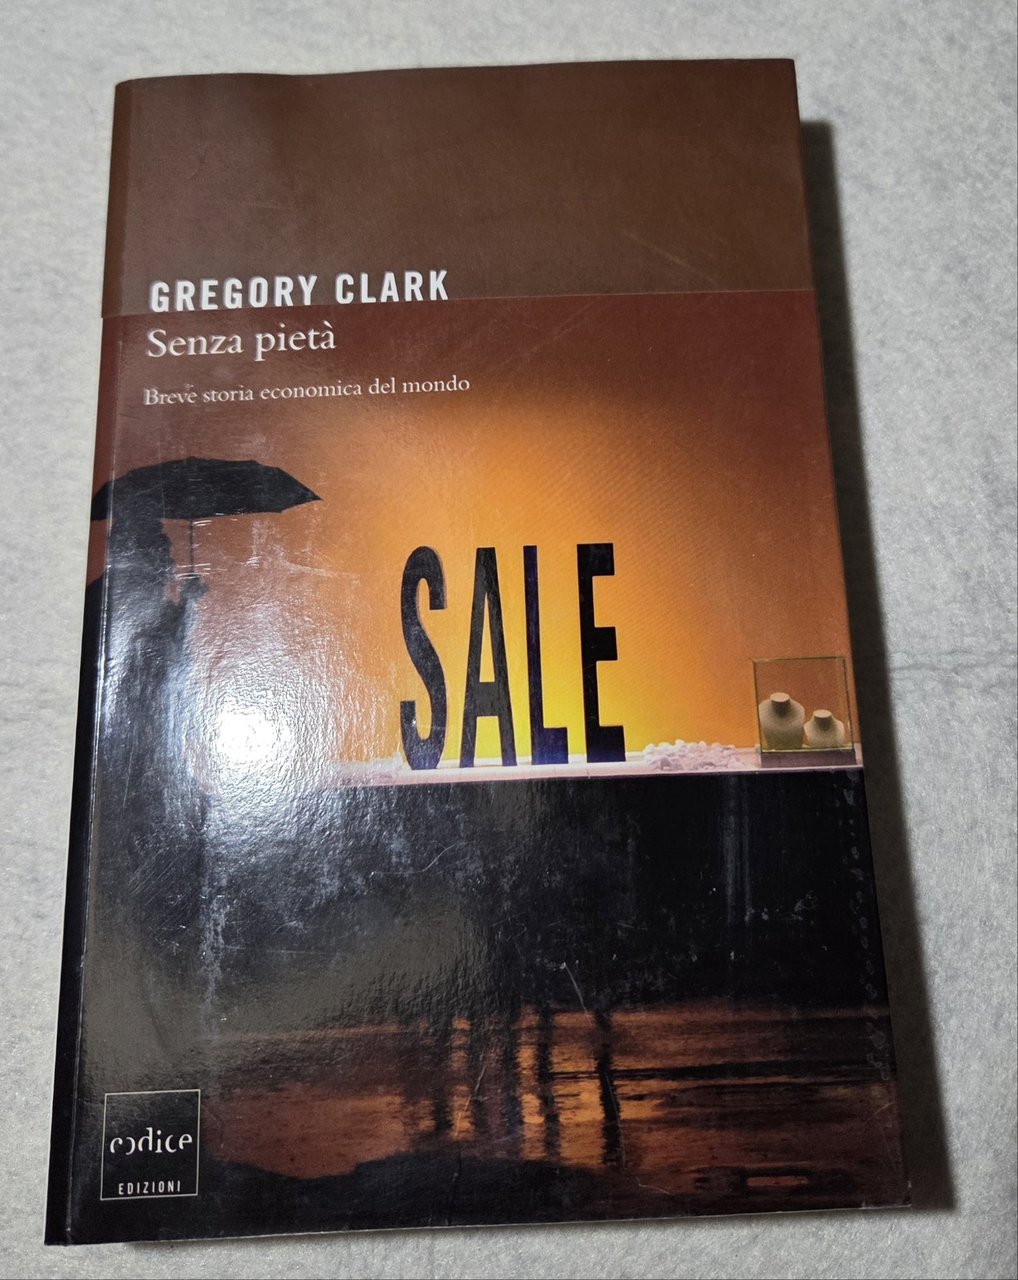 GREGORY CLARK
Senza pietà
Breve storia economica del mondo
SALE
codice
EDIZIONI